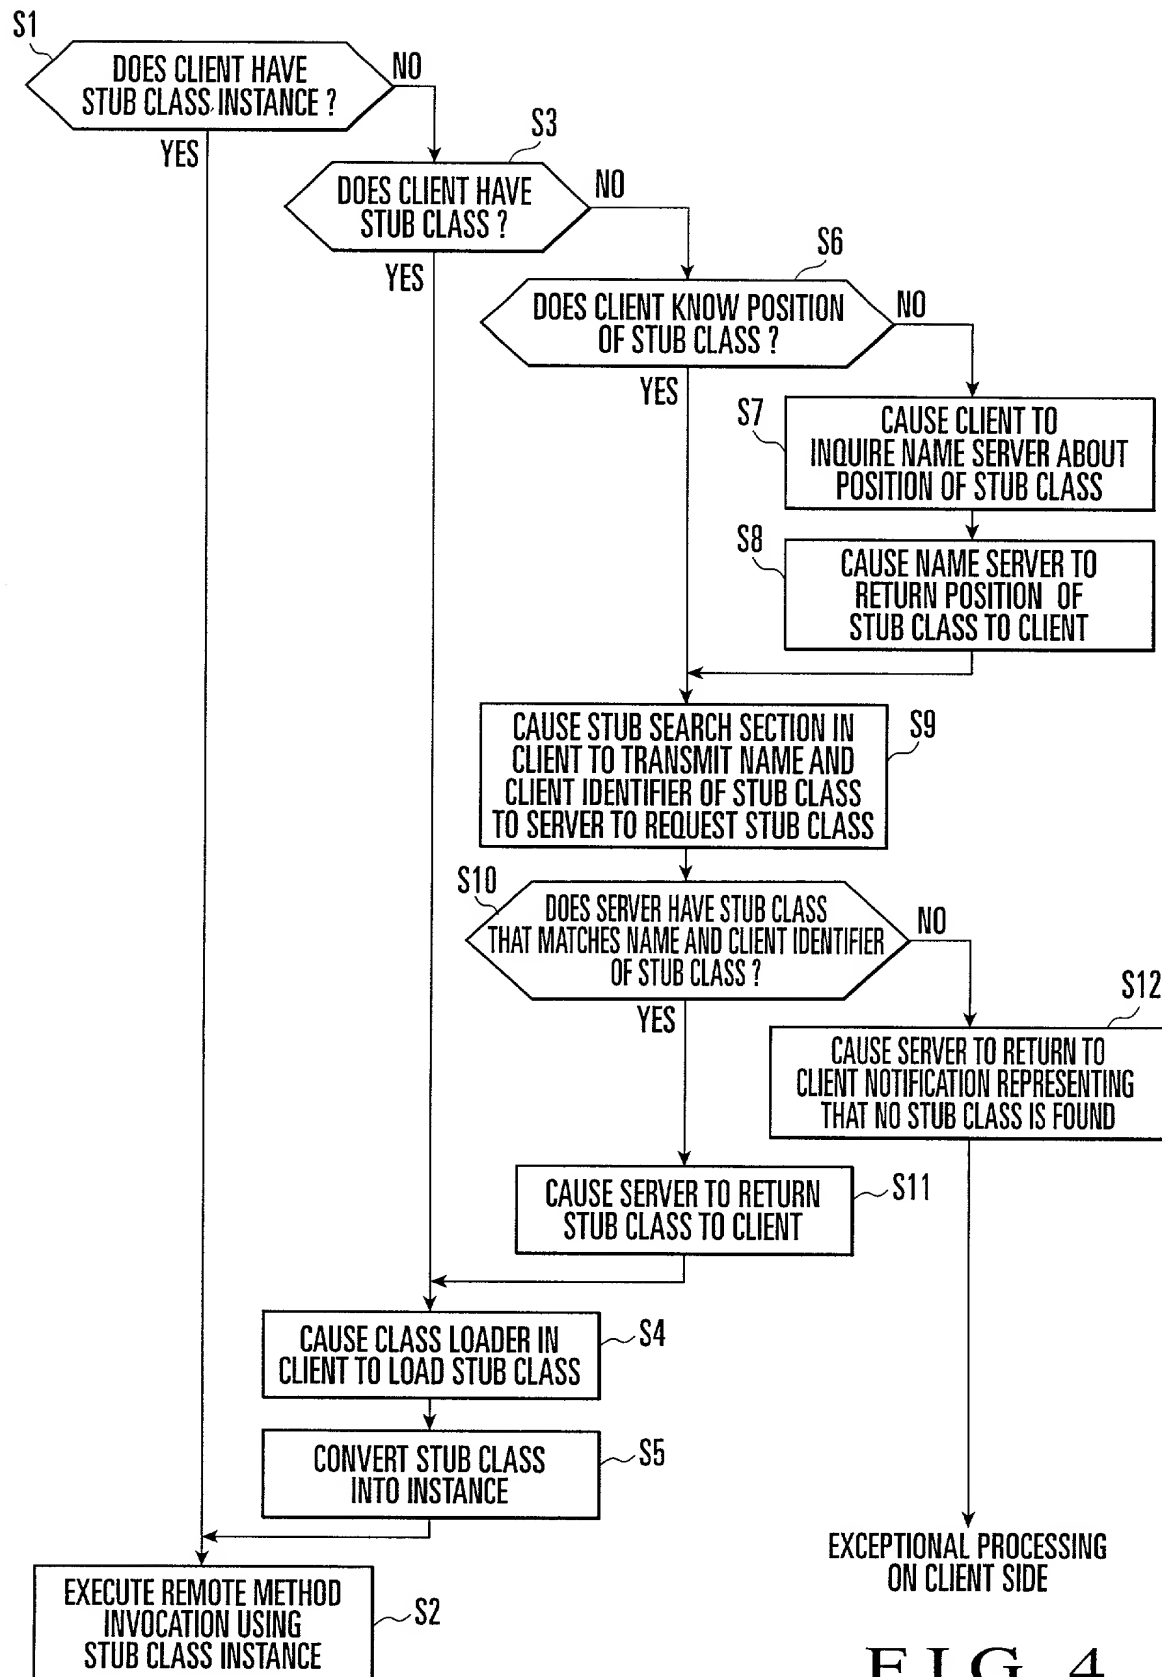 S1
DOES CLIENT HAVE
STUB CLASS INSTANCE ?
NO
YES
S3
DOES CLIENT HAVE
STUB CLASS ?
NO
YES
S6
DOES CLIENT KNOW POSITION
OF STUB CLASS ?
NO
YES
S7
CAUSE CLIENT TO
INQUIRE NAME SERVER ABOUT
POSITION OF STUB CLASS
S8
CAUSE NAME SERVER TO
RETURN POSITION OF
STUB CLASS TO CLIENT
CAUSE STUB SEARCH SECTION IN
CLIENT TO TRANSMIT NAME AND
CLIENT IDENTIFIER OF STUB CLASS
TO SERVER TO REQUEST STUB CLASS
S9
S10
DOES SERVER HAVE STUB CLASS
THAT MATCHES NAME AND CLIENT IDENTIFIER
OF STUB CLASS ?
NO
YES
S12
CAUSE SERVER TO RETURN TO
CLIENT NOTIFICATION REPRESENTING
THAT NO STUB CLASS IS FOUND
CAUSE SERVER TO RETURN
STUB CLASS TO CLIENT
S11
CAUSE CLASS LOADER IN
CLIENT TO LOAD STUB CLASS
S4
CONVERT STUB CLASS
INTO INSTANCE
S5
EXCEPTIONAL PROCESSING
ON CLIENT SIDE
EXECUTE REMOTE METHOD
INVOCATION USING
STUB CLASS INSTANCE
S2
FIG. 4